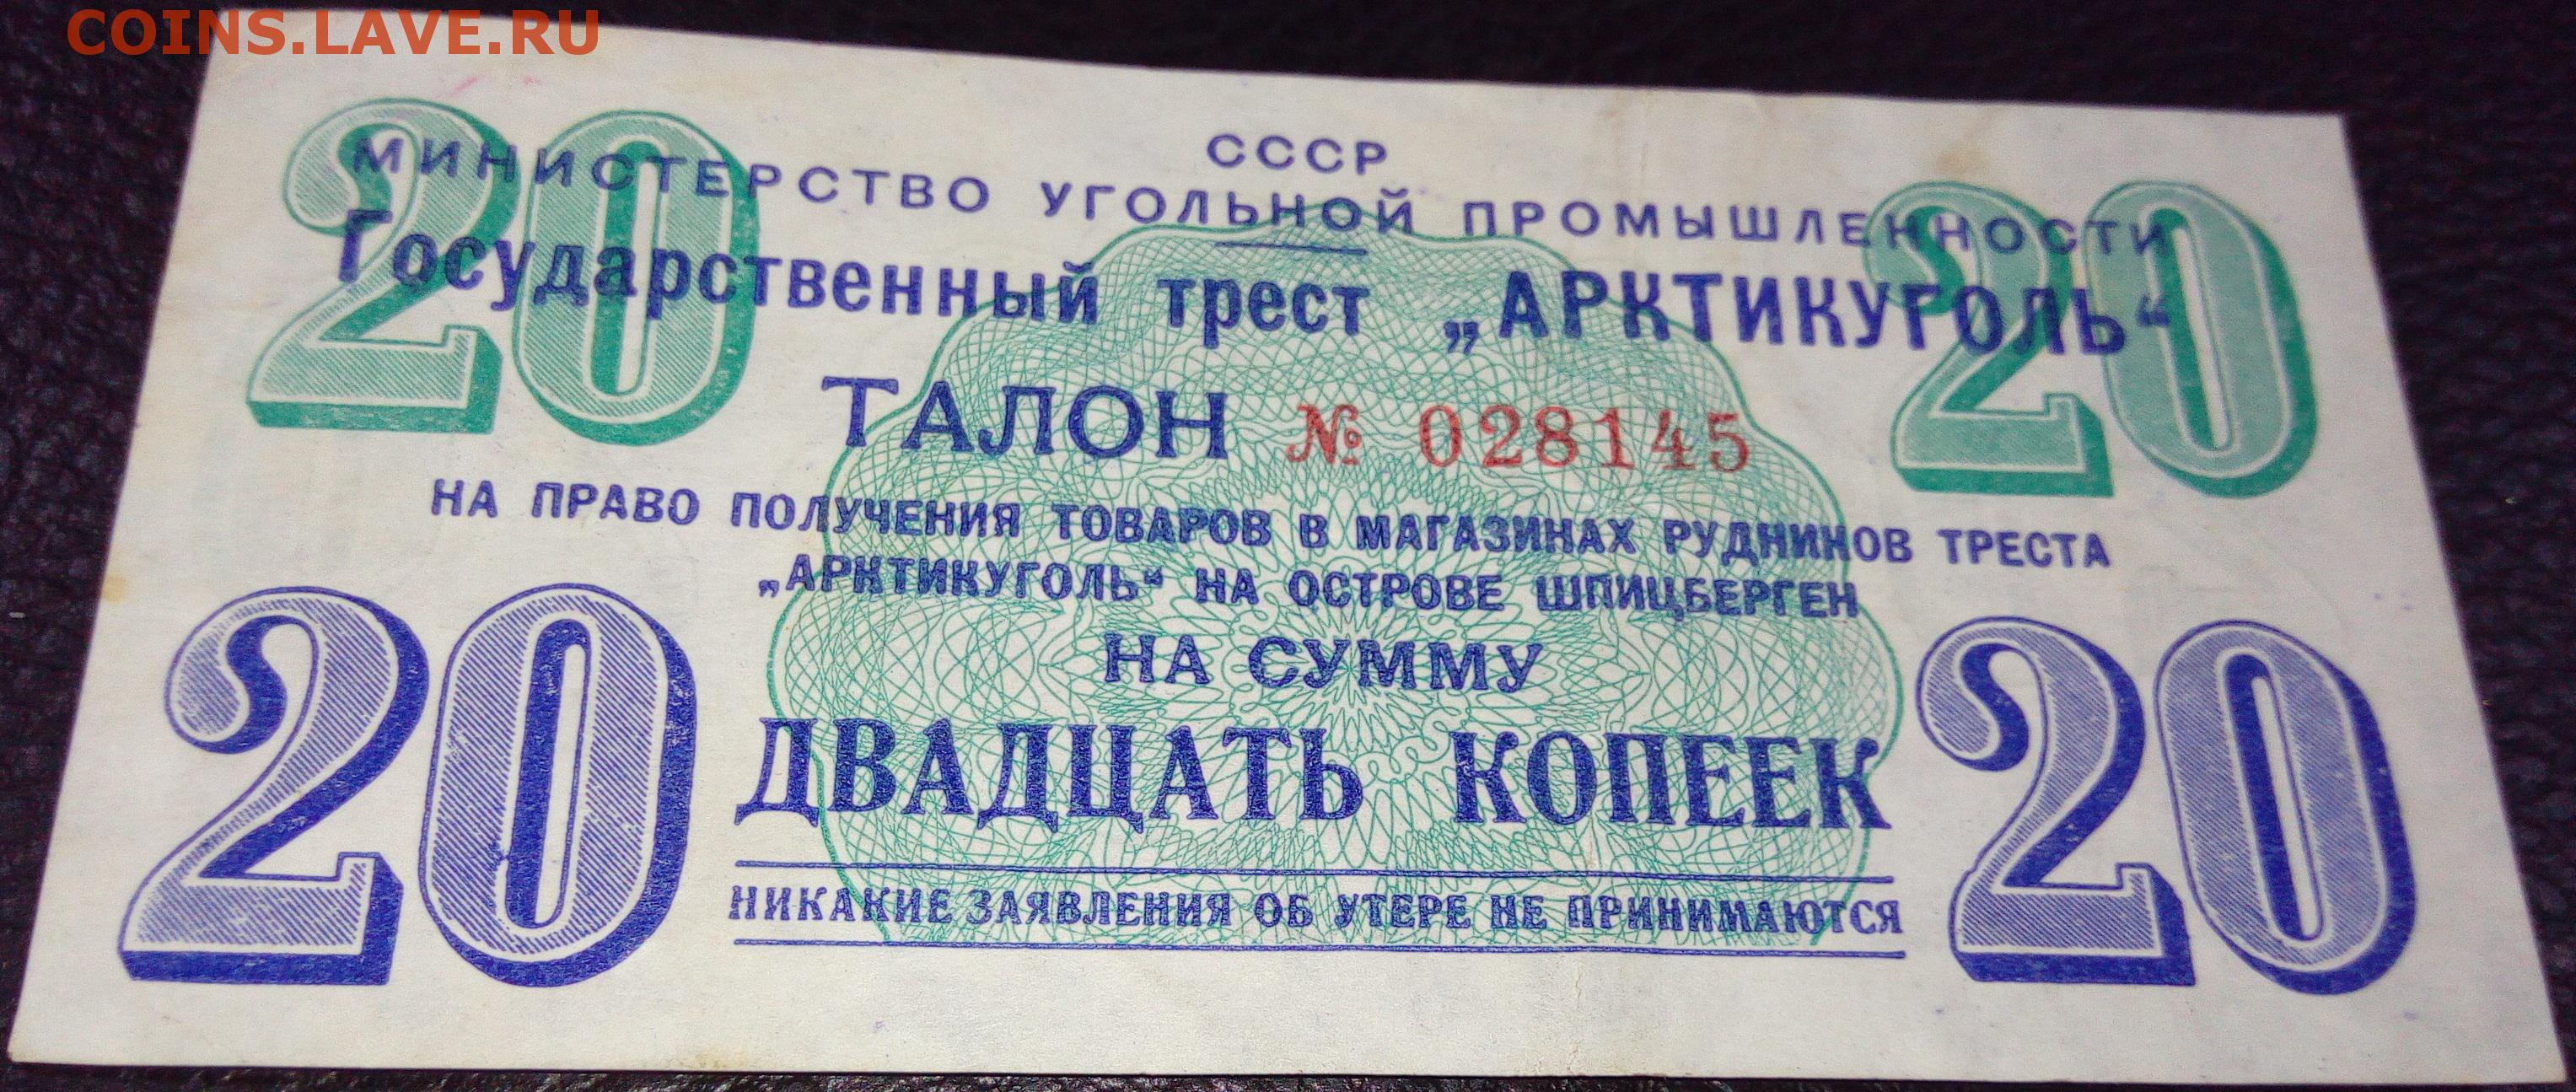 COINS.LAVE.RU
20 20
СССР
МИНИСТЕРСТВО УГОЛЬНОЙ ПРОМЫШЛЕННОСТИ
Государственный трест „АРКТИКУГОЛЬ“
ТАЛОН № 028145
НА ПРАВО ПОЛУЧЕНИЯ ТОВАРОВ В МАГАЗИНАХ РУДНИКОВ ТРЕСТА
„АРКТИКУГОЛЬ“ НА ОСТРОВЕ ШПИЦБЕРГЕН
НА СУММУ
20 ДВАДЦАТЬ КОПЕЕК 20
НИКАКИЕ ЗАЯВЛЕНИЯ ОБ УТЕРЕ НЕ ПРИНИМАЮТСЯ